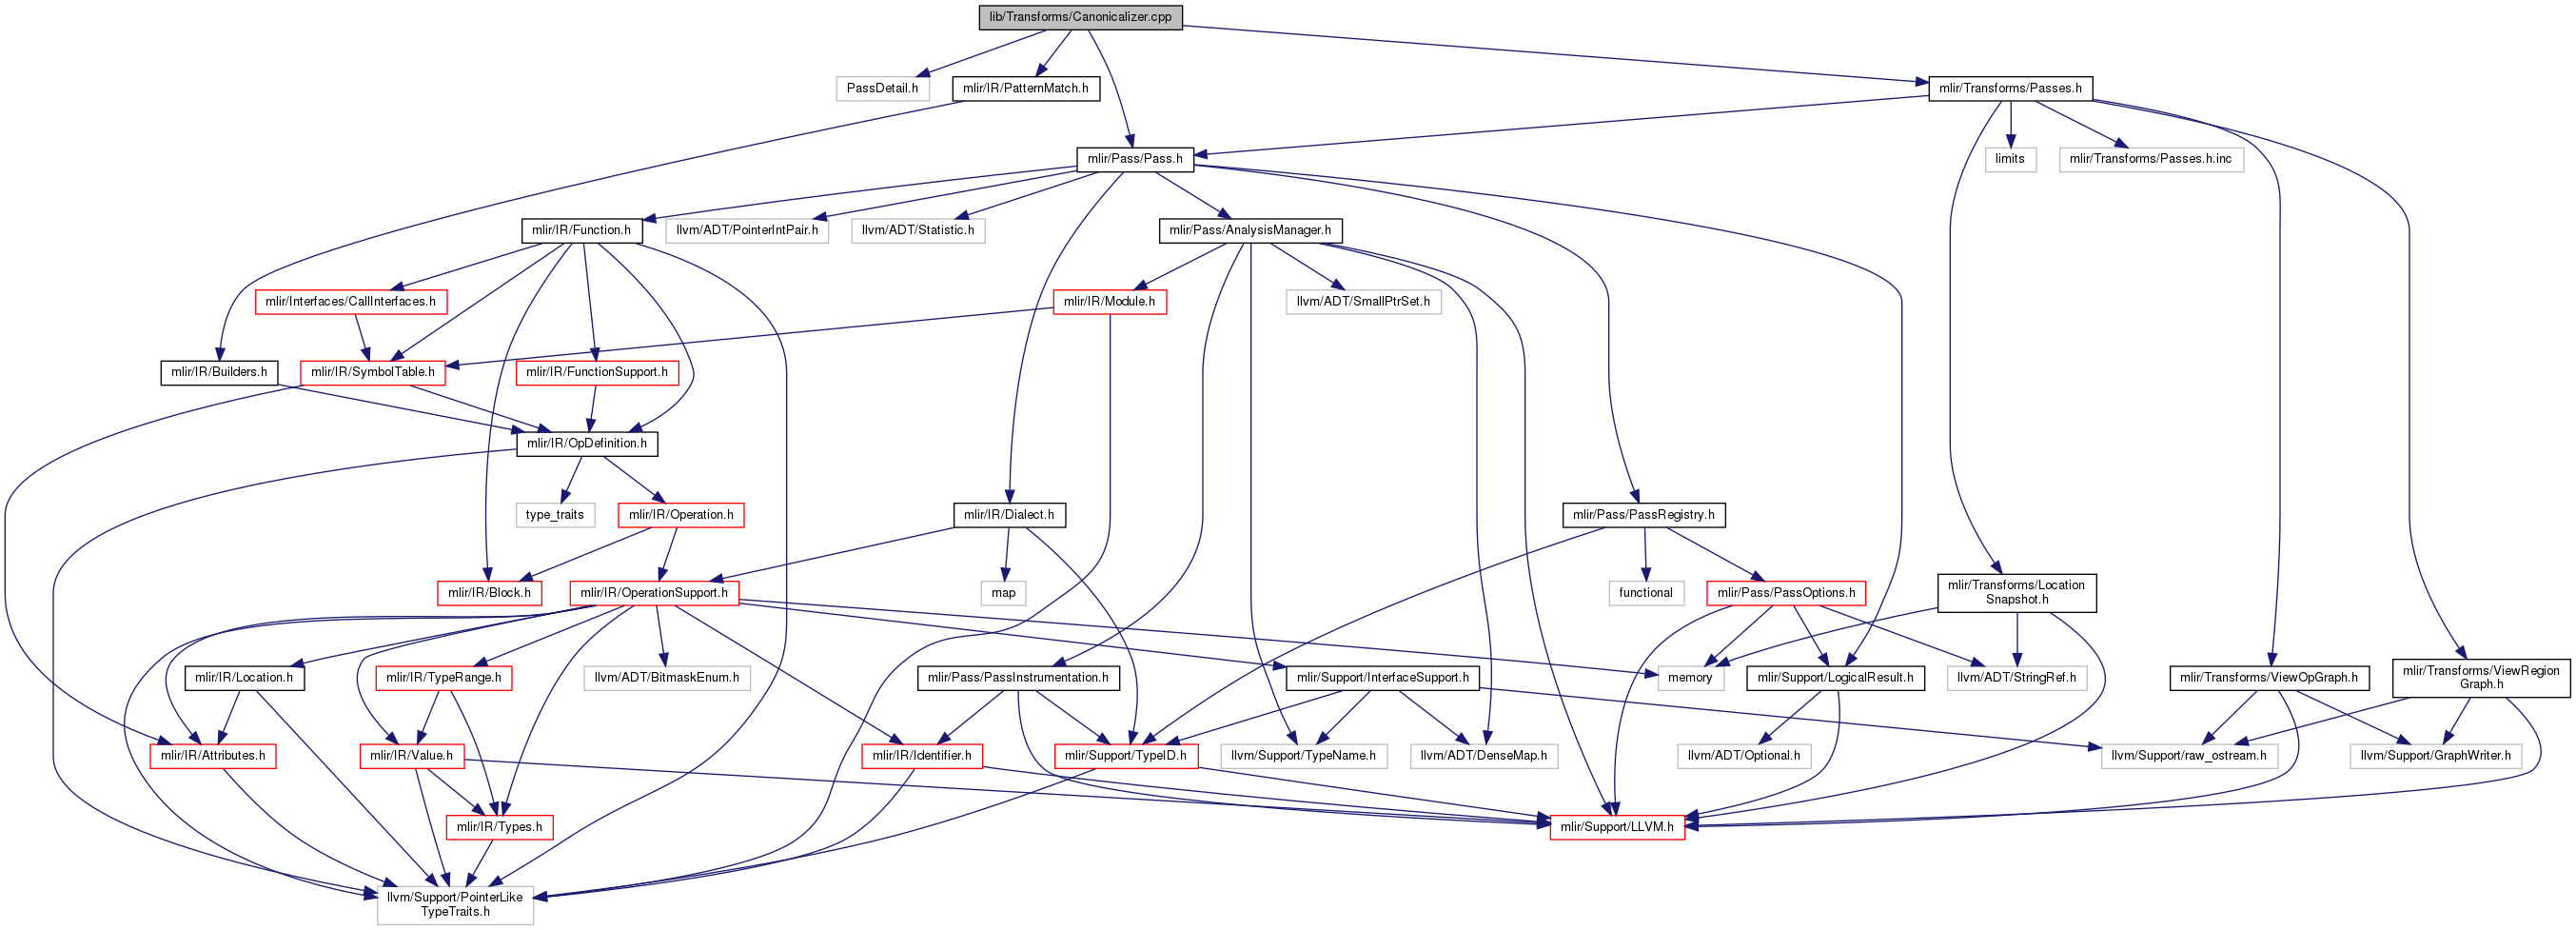 lib/Transforms/Canonicalizer.cpp
PassDetail.h
mlir/IR/PatternMatch.h
mlir/Transforms/Passes.h
mlir/Pass/Pass.h
limits
mlir/Transforms/Passes.h.inc
mlir/IR/Function.h
llvm/ADT/PointerIntPair.h
llvm/ADT/Statistic.h
mlir/Pass/AnalysisManager.h
mlir/Interfaces/CallInterfaces.h
mlir/IR/Module.h
llvm/ADT/SmallPtrSet.h
mlir/IR/Builders.h
mlir/IR/SymbolTable.h
mlir/IR/FunctionSupport.h
mlir/IR/OpDefinition.h
type_traits
mlir/IR/Operation.h
mlir/IR/Dialect.h
mlir/Pass/PassRegistry.h
mlir/IR/Block.h
mlir/IR/OperationSupport.h
map
functional
mlir/Pass/PassOptions.h
mlir/Transforms/Location
Snapshot.h
mlir/IR/Location.h
mlir/IR/TypeRange.h
llvm/ADT/BitmaskEnum.h
mlir/Pass/PassInstrumentation.h
mlir/Support/InterfaceSupport.h
memory
mlir/Support/LogicalResult.h
llvm/ADT/StringRef.h
mlir/Transforms/ViewOpGraph.h
mlir/Transforms/ViewRegion
Graph.h
mlir/IR/Attributes.h
mlir/IR/Value.h
mlir/IR/Identifier.h
mlir/Support/TypeID.h
llvm/Support/TypeName.h
llvm/ADT/DenseMap.h
llvm/ADT/Optional.h
llvm/Support/raw_ostream.h
llvm/Support/GraphWriter.h
mlir/IR/Types.h
mlir/Support/LLVM.h
llvm/Support/PointerLike
TypeTraits.h